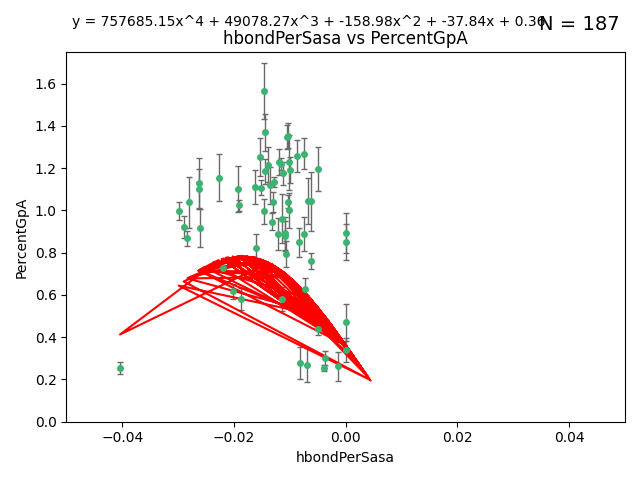 y = 757685.15x^4 + 49078.27x^3 + -158.98x^2 + -37.84x + 0.36
N = 187
hbondPerSasa vs PercentGpA
1.6
1.4
1.2
1.0
0.8
0.6
0.4
0.2
0.0
PercentGpA
−0.04 −0.02 0.00 0.02 0.04
hbondPerSasa